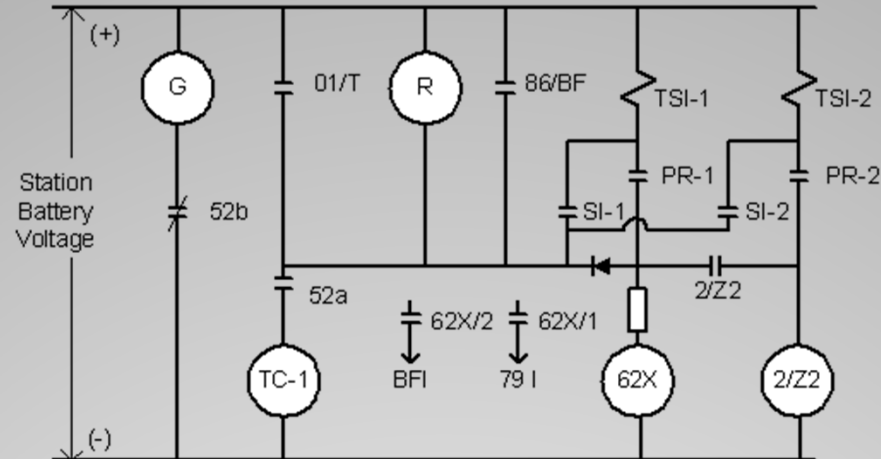 (+)
G
01/T
R
86/BF
TSI-1
TSI-2
Station
Battery
Voltage
PR-1
PR-2
52b
SI-1
SI-2
52a
2/Z2
62X/2
62X/1
TC-1
BFI
79 I
62X
2/Z2
(-)